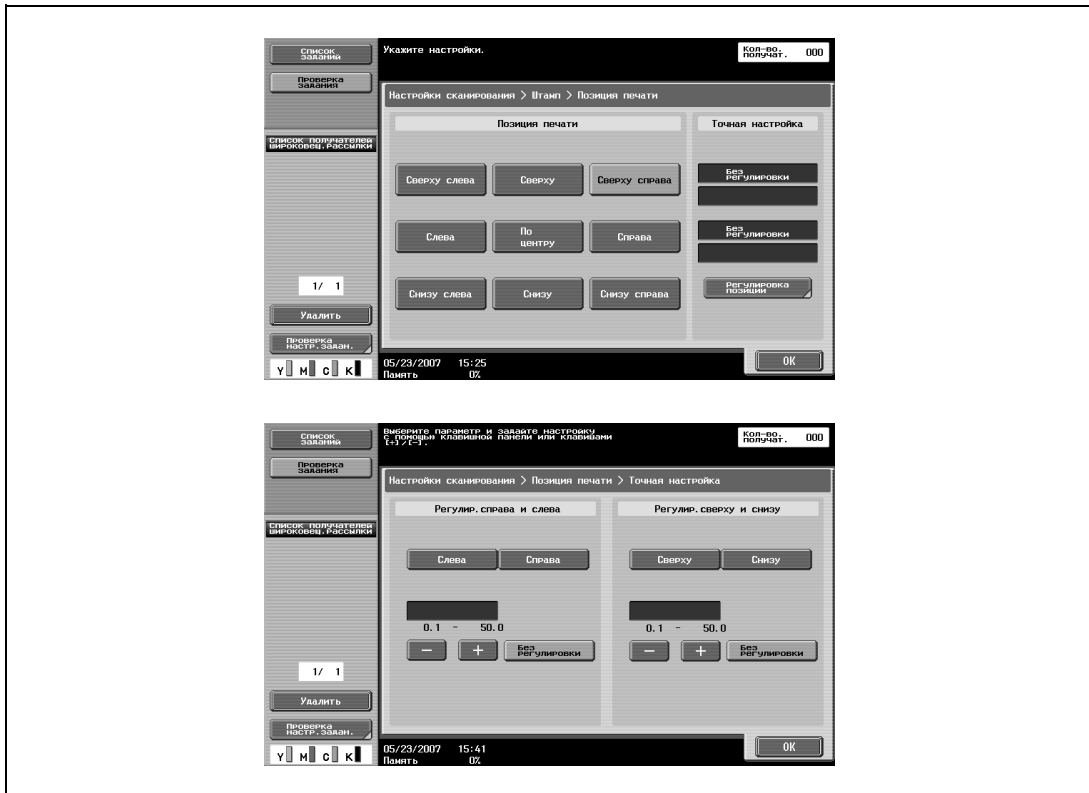 Список
заданий
Проверка
задания
Список получателей
широковещ.Рассылки
1/ 1
Удалить
Проверка
настр.задан.
Y M C K
Укажите настройки.
Кол-во.
получат. 000
Настройки сканирования > Штамп > Позиция печати
Позиция печати
Точная настройка
Сверху слева
Сверху
Сверху справа
Без
регулировки
Слева
По
центру
Справа
Без
регулировки
Снизу слева
Снизу
Снизу справа
Регулировка
позиции
05/23/2007 15:25
Память 0%
OK
Список
заданий
Проверка
задания
Список получателей
широковещ.Рассылки
1/ 1
Удалить
Проверка
настр.задан.
Y M C K
Выберите параметр и задайте настройку
с помощью клавишной панели или клавишами
[+]/[-].
Кол-во.
получат. 000
Настройки сканирования > Позиция печати > Точная настройка
Регулир.справа и слева
Регулир.сверху и снизу
Слева
Справа
Сверху
Снизу
0.1 - 50.0
0.1 - 50.0
− + Без
регулировки
− + Без
регулировки
05/23/2007 15:41
Память 0%
OK